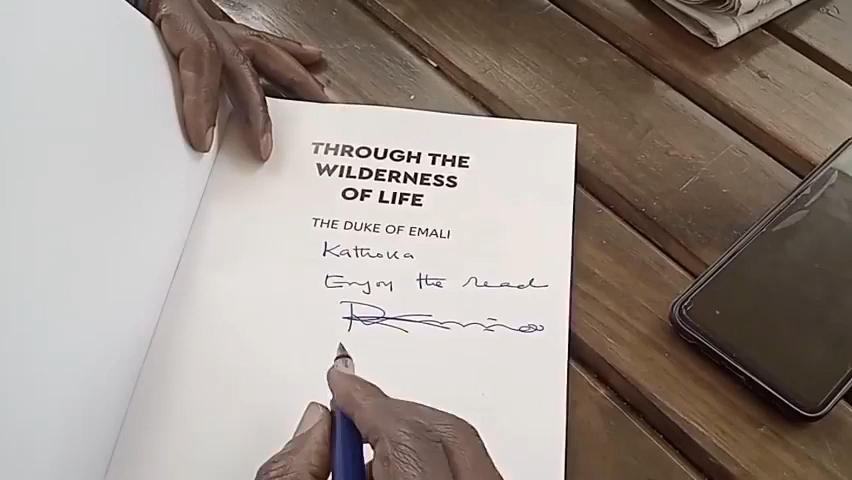 THROUGH THE
WILDERNESS
OF LIFE
THE DUKE OF EMALI
Kathoka
Enjoy the read